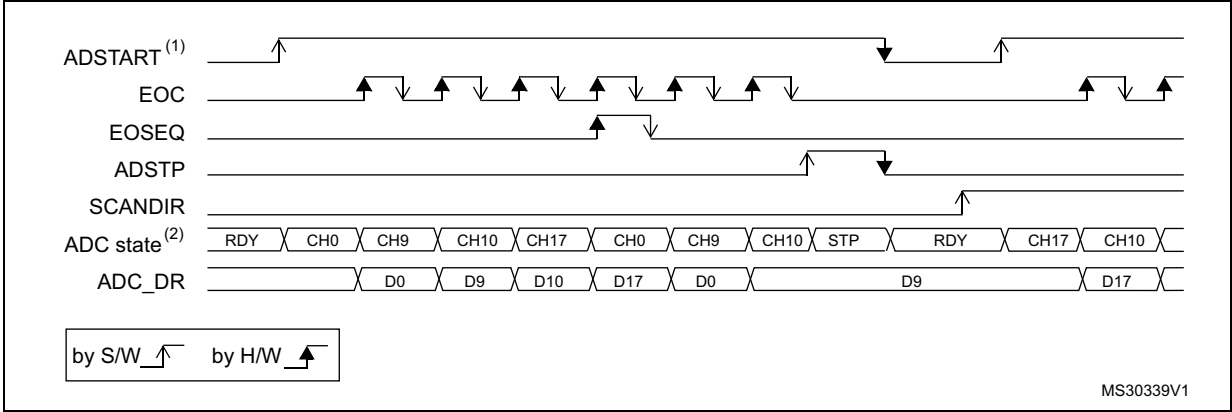 ADSTART (1)
EOC
EOSEQ
ADSTP
SCANDIR
ADC state(2) RDY CH0 CH9 CH10 CH17 CH0 CH9 CH10 STP RDY CH17 CH10
ADC_DR D0 D9 D10 D17 D0 D9 D17
by S/W by H/W
MS30339V1